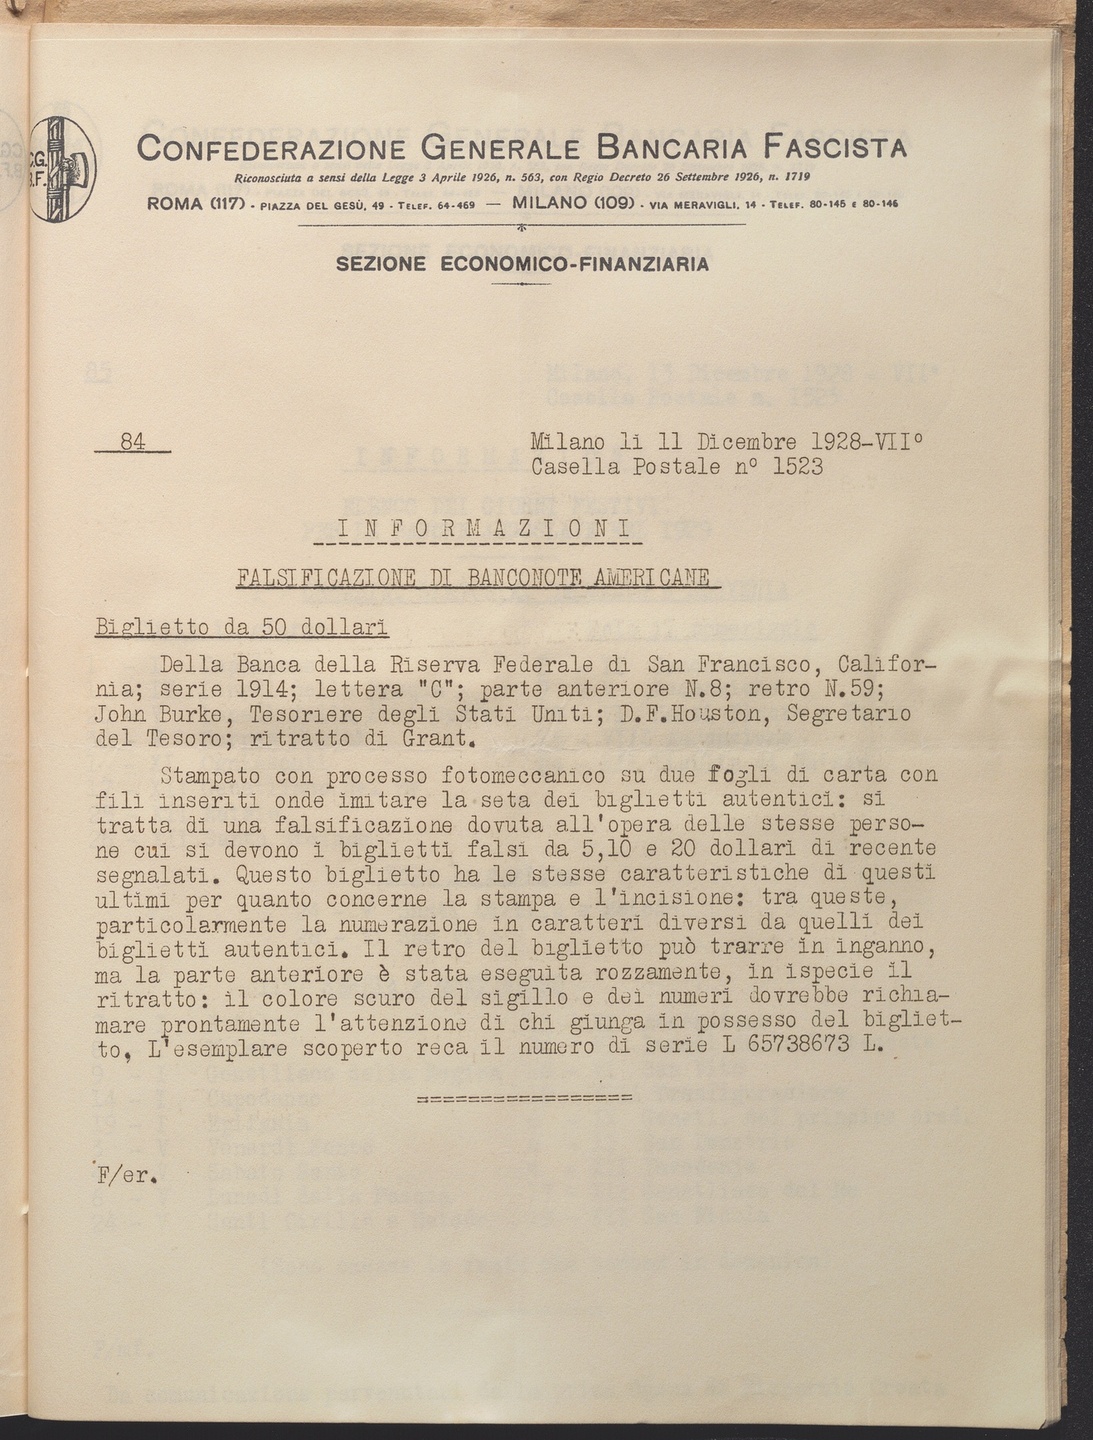 C.G.
B.F.
CONFEDERAZIONE GENERALE BANCARIA FASCISTA
Riconosciuta a sensi della Legge 3 Aprile 1926, n. 563, con Regio Decreto 26 Settembre 1926, n. 1719
ROMA (117) - PIAZZA DEL GESÙ, 49 - TELEF. 64-469 — MILANO (109) - VIA MERAVIGLI, 14 - TELEF. 80-145 E 80-146
SEZIONE ECONOMICO-FINANZIARIA
84
Milano li 11 Dicembre 1928-VII°
Casella Postale n° 1523
I N F O R M A Z I O N I
FALSIFICAZIONE DI BANCONOTE AMERICANE
Biglietto da 50 dollari
Della Banca della Riserva Federale di San Francisco, Califor-
nia; serie 1914; lettera "C"; parte anteriore N.8; retro N.59;
John Burke, Tesoriere degli Stati Uniti; D.F.Houston, Segretario
del Tesoro; ritratto di Grant.
Stampato con processo fotomeccanico su due fogli di carta con
fili inseriti onde imitare la seta dei biglietti autentici: si
tratta di una falsificazione dovuta all'opera delle stesse perso-
ne cui si devono i biglietti falsi da 5,10 e 20 dollari di recente
segnalati. Questo biglietto ha le stesse caratteristiche di questi
ultimi per quanto concerne la stampa e l'incisione: tra queste,
particolarmente la numerazione in caratteri diversi da quelli dei
biglietti autentici. Il retro del biglietto può trarre in inganno,
ma la parte anteriore è stata eseguita rozzamente, in ispecie il
ritratto: il colore scuro del sigillo e dei numeri dovrebbe richia-
mare prontamente l'attenzione di chi giunga in possesso del bigliet-
to. L'esemplare scoperto reca il numero di serie L 65738673 L.
=================
F/er.